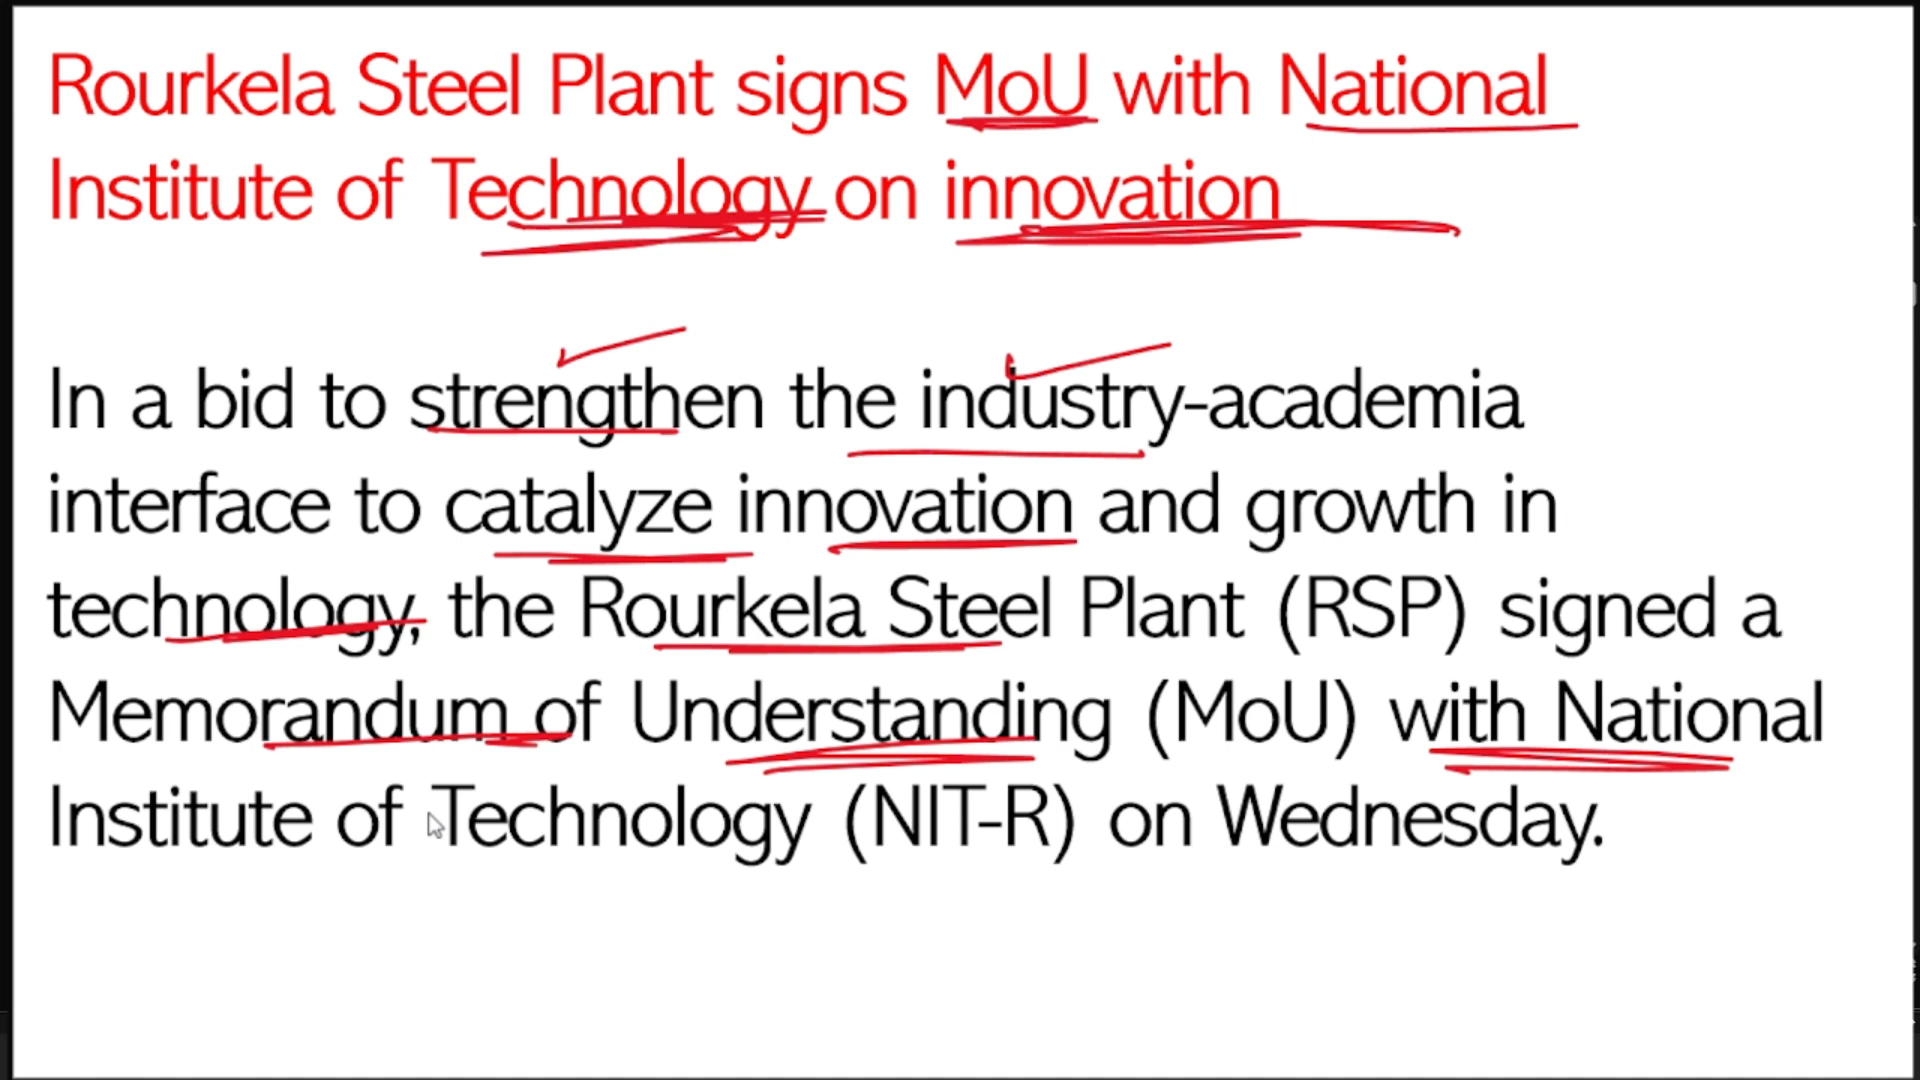 Rourkela Steel Plant signs MoU with National
Institute of Technology on innovation
In a bid to strengthen the industry-academia
interface to catalyze innovation and growth in
technology, the Rourkela Steel Plant (RSP) signed a
Memorandum of Understanding (MoU) with National
Institute of Technology (NIT-R) on Wednesday.